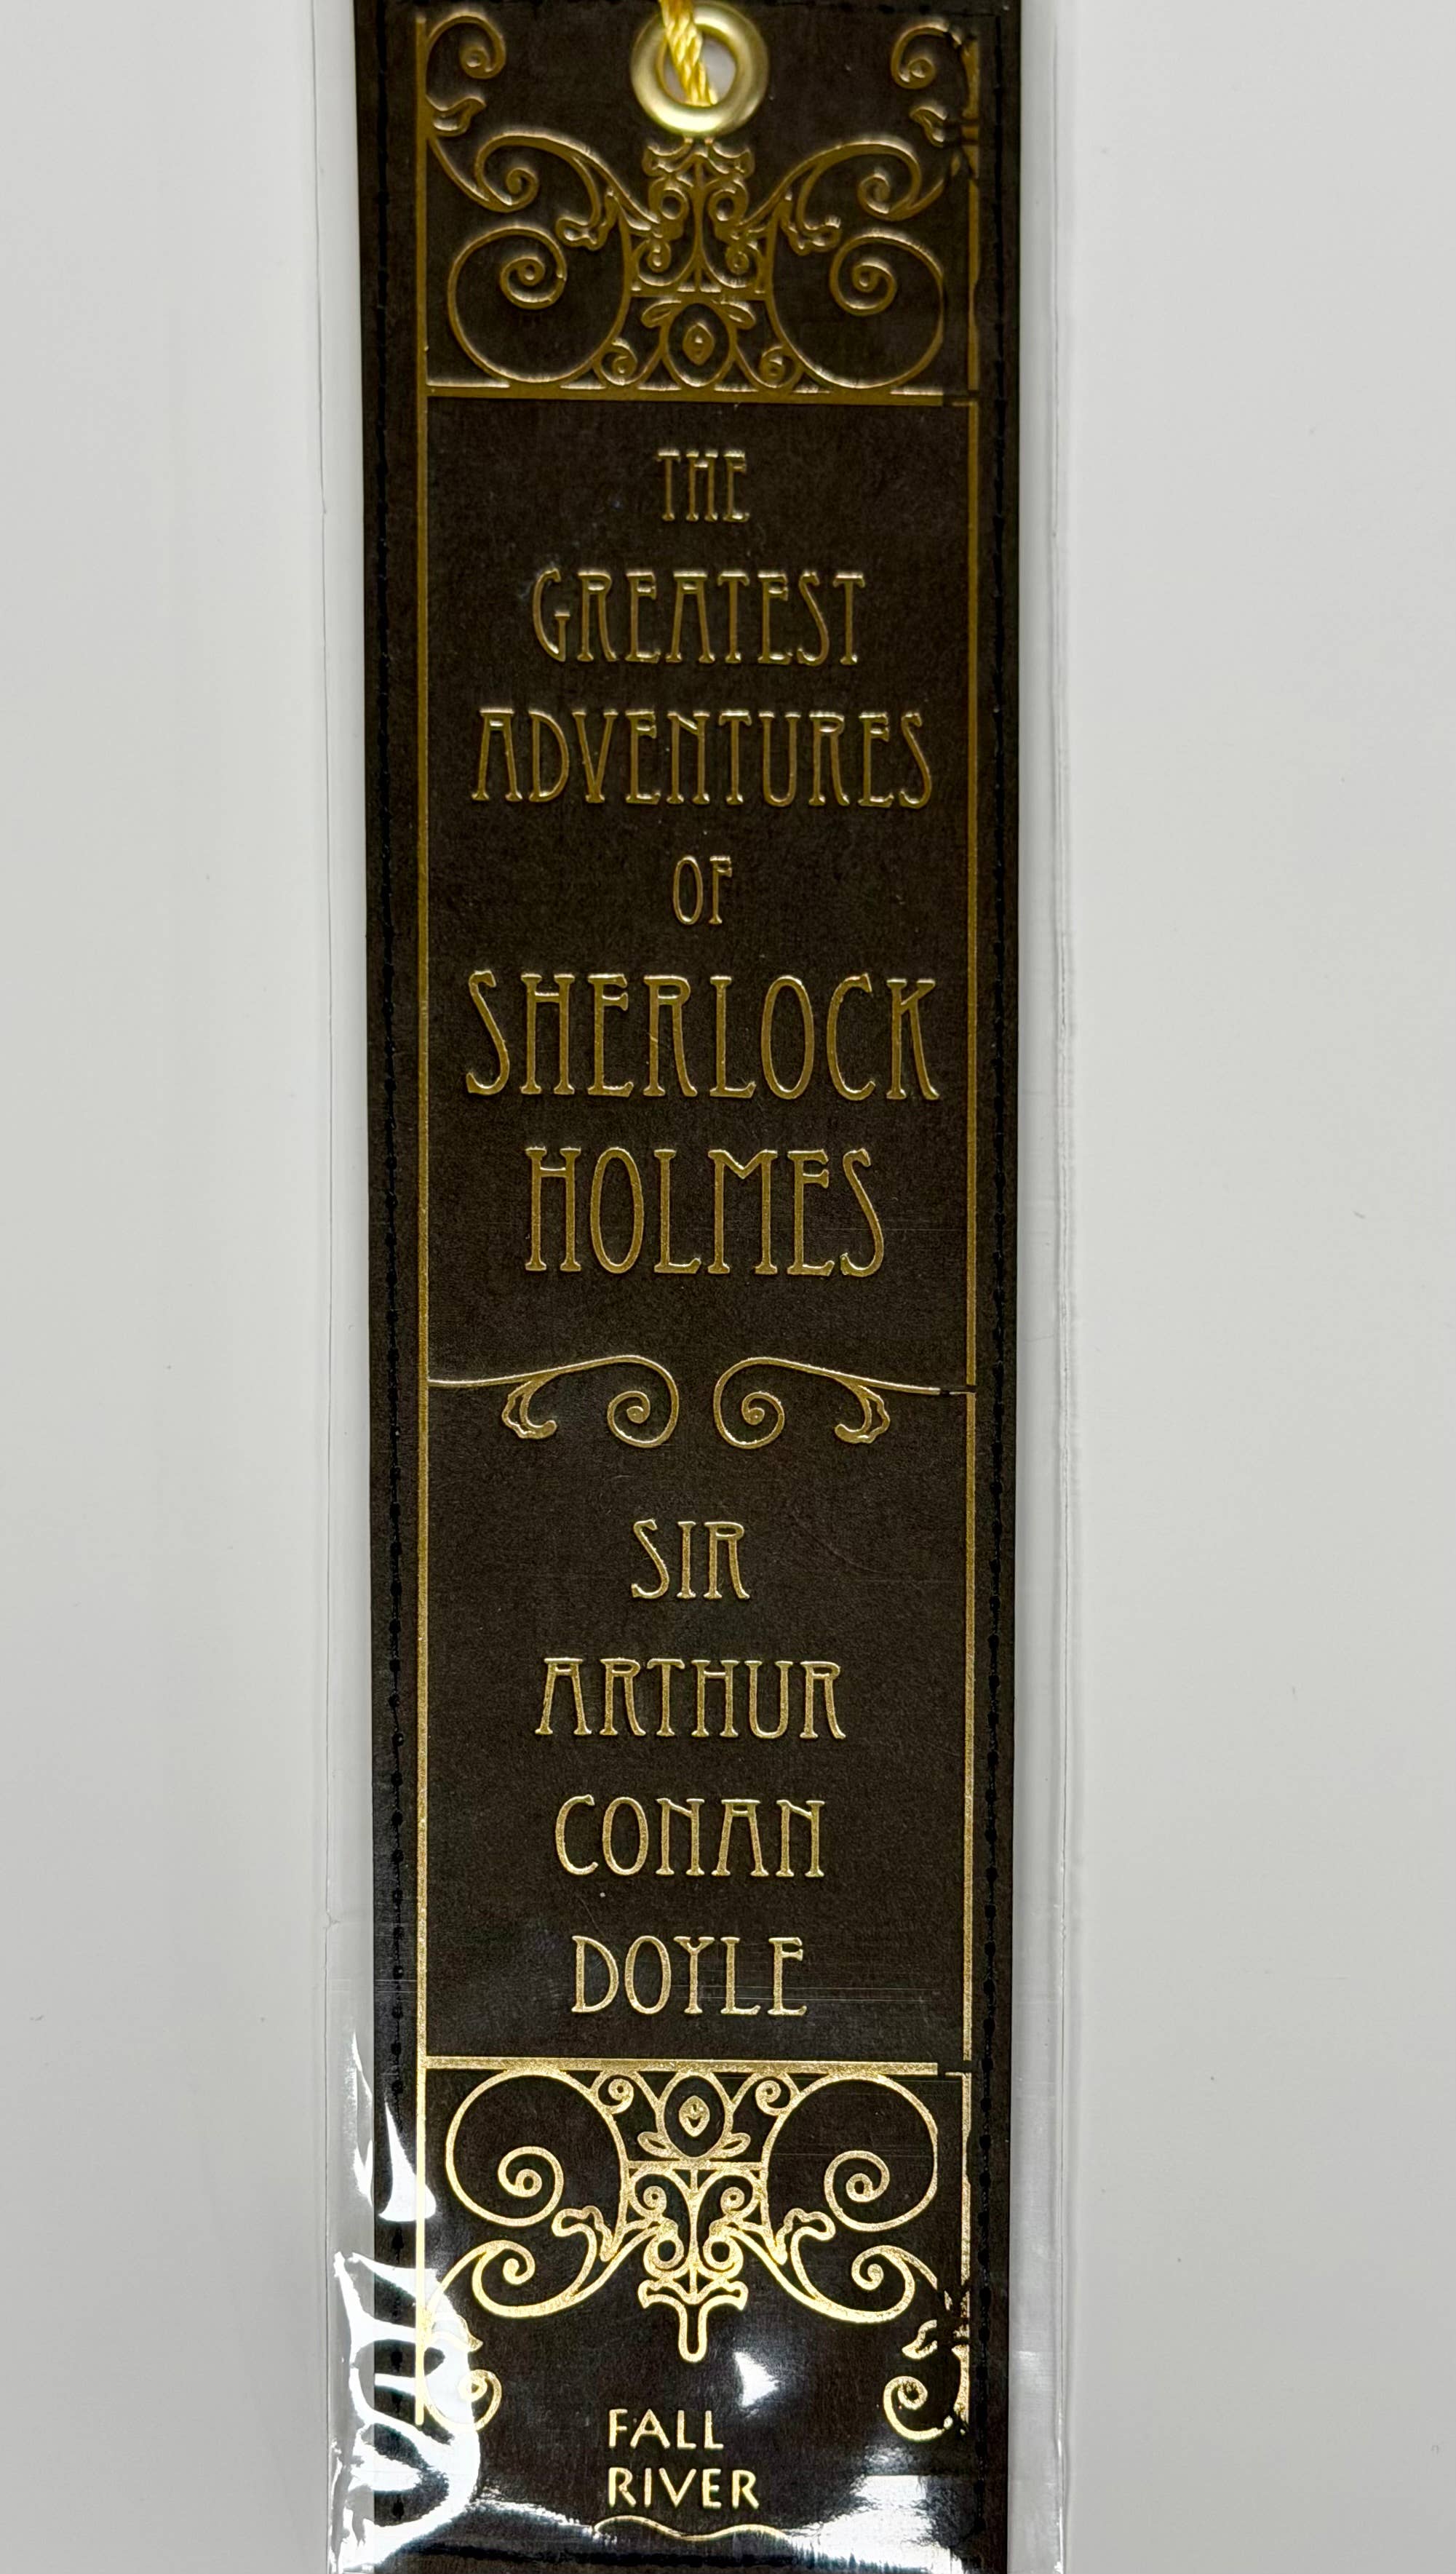 THE
GREATEST
ADVENTURES
OF
SHERLOCK
HOLMES
SIR
ARTHUR
CONAN
DOYLE
FALL
RIVER